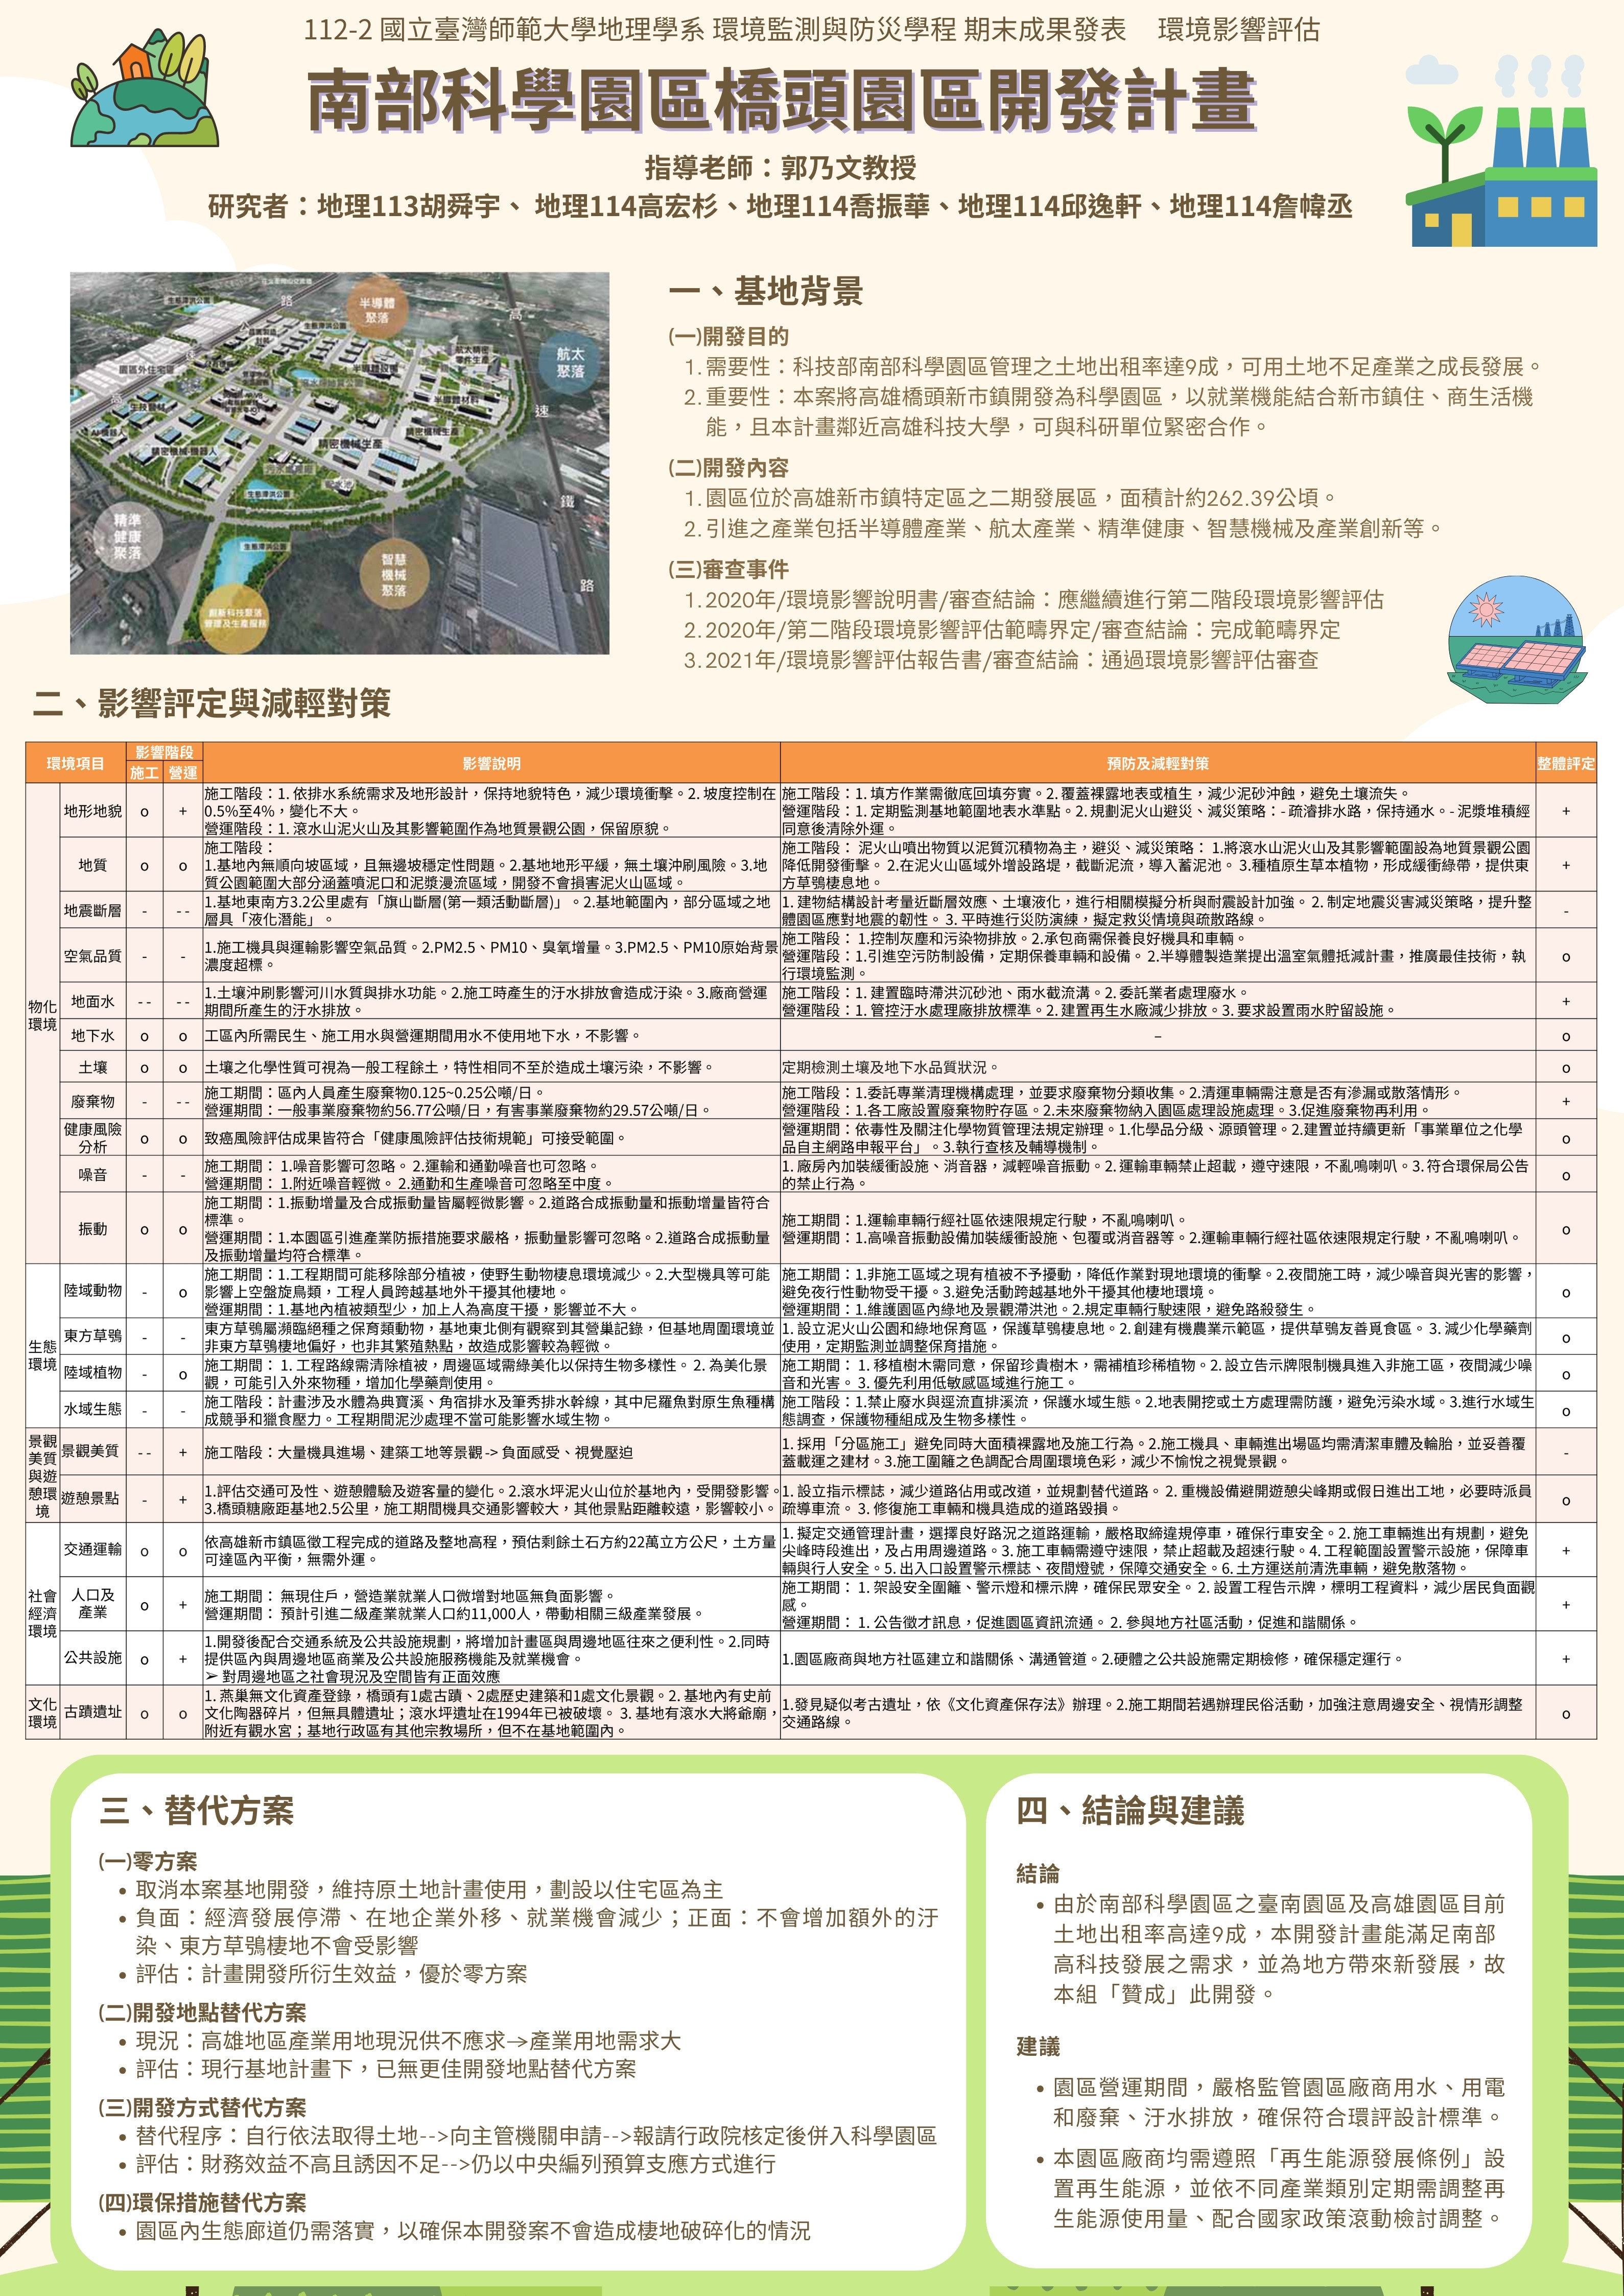 112-2 國立臺灣師範大學地理學系 環境監測與防災學程 期末成果發表 環境影響評估
南部科學園區橋頭園區開發計畫
指導老師：郭乃文教授
研究者：地理113胡舜宇、 地理114高宏杉、地理114喬振華、地理114邱逸軒、地理114詹幃丞
半導體
聚落
航太
聚落
路
高
速
鐵
路
園區外住宅區
生態滯洪公園
半導體材料
精密機械生產
精密機械生產
生態滯洪公園
生態滯洪公園
精準
健康
聚落
智慧
機械
聚落
創新科技聚落
管理及生產服務
一、基地背景
(一)開發目的
1. 需要性：科技部南部科學園區管理之土地出租率達9成，可用土地不足產業之成長發展。
2. 重要性：本案將高雄橋頭新市鎮開發為科學園區，以就業機能結合新市鎮住、商生活機
能，且本計畫鄰近高雄科技大學，可與科研單位緊密合作。
(二)開發內容
1. 園區位於高雄新市鎮特定區之二期發展區，面積計約262.39公頃。
2. 引進之產業包括半導體產業、航太產業、精準健康、智慧機械及產業創新等。
(三)審查事件
1. 2020年/環境影響說明書/審查結論：應繼續進行第二階段環境影響評估
2. 2020年/第二階段環境影響評估範疇界定/審查結論：完成範疇界定
3. 2021年/環境影響評估報告書/審查結論：通過環境影響評估審查
二、影響評定與減輕對策
環境項目 影響階段 影響說明 預防及減輕對策 整體評定
施工 營運
物化
環境
地形地貌 o +
施工階段：1. 依排水系統需求及地形設計，保持地貌特色，減少環境衝擊。2. 坡度控制在
0.5%至4%，變化不大。
營運階段：1. 滾水山泥火山及其影響範圍作為地質景觀公園，保留原貌。
施工階段：1. 填方作業需徹底回填夯實。2. 覆蓋裸露地表或植生，減少泥砂沖蝕，避免土壤流失。
營運階段：1. 定期監測基地範圍地表水準點。2. 規劃泥火山避災、減災策略：- 疏濬排水路，保持通水。- 泥漿堆積經
同意後清除外運。
+
地質 o o
施工階段：
1.基地內無順向坡區域，且無邊坡穩定性問題。2.基地地形平緩，無土壤沖刷風險。3.地
質公園範圍大部分涵蓋噴泥口和泥漿漫流區域，開發不會損害泥火山區域。
施工階段： 泥火山噴出物質以泥質沉積物為主，避災、減災策略： 1.將滾水山泥火山及其影響範圍設為地質景觀公園
降低開發衝擊。 2.在泥火山區域外增設路堤，截斷泥流，導入蓄泥池。 3.種植原生草本植物，形成緩衝綠帶，提供東
方草鴞棲息地。
+
地震斷層 - --
1.基地東南方3.2公里處有「旗山斷層(第一類活動斷層)」。2.基地範圍內，部分區域之地
層具「液化潛能」。
1. 建物結構設計考量近斷層效應、土壤液化，進行相關模擬分析與耐震設計加強。 2. 制定地震災害減災策略，提升整
體園區應對地震的韌性。 3. 平時進行災防演練，擬定救災情境與疏散路線。
-
空氣品質 - -
1.施工機具與運輸影響空氣品質。2.PM2.5、PM10、臭氧增量。3.PM2.5、PM10原始背景
濃度超標。
施工階段： 1.控制灰塵和污染物排放。2.承包商需保養良好機具和車輛。
營運階段：1.引進空污防制設備，定期保養車輛和設備。 2.半導體製造業提出溫室氣體抵減計畫，推廣最佳技術，執
行環境監測。
o
地面水 -- --
1.土壤沖刷影響河川水質與排水功能。2.施工時產生的汙水排放會造成汙染。3.廠商營運
期間所產生的汙水排放。
施工階段：1. 建置臨時滯洪沉砂池、雨水截流溝。2. 委託業者處理廢水。
營運階段：1. 管控汙水處理廠排放標準。2. 建置再生水廠減少排放。3. 要求設置雨水貯留設施。
+
地下水 o o
工區內所需民生、施工用水與營運期間用水不使用地下水，不影響。
–
o
土壤 o o
土壤之化學性質可視為一般工程餘土，特性相同不至於造成土壤污染，不影響。
定期檢測土壤及地下水品質狀況。
o
廢棄物 - --
施工期間：區內人員產生廢棄物0.125~0.25公噸/日。
營運期間：一般事業廢棄物約56.77公噸/日，有害事業廢棄物約29.57公噸/日。
施工階段：1.委託專業清理機構處理，並要求廢棄物分類收集。2.清運車輛需注意是否有滲漏或散落情形。
營運階段：1.各工廠設置廢棄物貯存區。2.未來廢棄物納入園區處理設施處理。3.促進廢棄物再利用。
+
健康風險
分析
o o
致癌風險評估成果皆符合「健康風險評估技術規範」可接受範圍。
營運期間：依毒性及關注化學物質管理法規定辦理。1.化學品分級、源頭管理。2.建置並持續更新「事業單位之化學
品自主網路申報平台」。3.執行查核及輔導機制。
o
噪音 - -
施工期間： 1.噪音影響可忽略。 2.運輸和通勤噪音也可忽略。
營運期間： 1.附近噪音輕微。 2.通勤和生產噪音可忽略至中度。
1. 廠房內加裝緩衝設施、消音器，減輕噪音振動。2. 運輸車輛禁止超載，遵守速限，不亂鳴喇叭。3. 符合環保局公告
的禁止行為。
o
振動 o o
施工期間：1.振動增量及合成振動量皆屬輕微影響。2.道路合成振動量和振動增量皆符合
標準。
營運期間：1.本園區引進產業防振措施要求嚴格，振動量影響可忽略。2.道路合成振動量
及振動增量均符合標準。
施工期間：1.運輸車輛行經社區依速限規定行駛，不亂鳴喇叭。
營運期間：1.高噪音振動設備加裝緩衝設施、包覆或消音器等。2.運輸車輛行經社區依速限規定行駛，不亂鳴喇叭。
o
生態
環境
陸域動物 - o
施工期間：1.工程期間可能移除部分植被，使野生動物棲息環境減少。2.大型機具等可能
影響上空盤旋鳥類，工程人員跨越基地外干擾其他棲地。
營運期間：1.基地內植被類型少，加上人為高度干擾，影響並不大。
施工期間：1.非施工區域之現有植被不予擾動，降低作業對現地環境的衝擊。2.夜間施工時，減少噪音與光害的影響，
避免夜行性動物受干擾。3.避免活動跨越基地外干擾其他棲地環境。
營運期間：1.維護園區內綠地及景觀滯洪池。2.規定車輛行駛速限，避免路殺發生。
o
東方草鴞 - -
東方草鴞屬瀕臨絕種之保育類動物，基地東北側有觀察到其營巢記錄，但基地周圍環境並
非東方草鴞棲地偏好，也非其繁殖熱點，故造成影響較為輕微。
1. 設立泥火山公園和綠地保育區，保護草鴞棲息地。2. 創建有機農業示範區，提供草鴞友善覓食區。 3. 減少化學藥劑
使用，定期監測並調整保育措施。
o
陸域植物 - o
施工期間： 1. 工程路線需清除植被，周邊區域需綠美化以保持生物多樣性。 2. 為美化景
觀，可能引入外來物種，增加化學藥劑使用。
施工期間： 1. 移植樹木需同意，保留珍貴樹木，需補植珍稀植物。2. 設立告示牌限制機具進入非施工區，夜間減少噪
音和光害。 3. 優先利用低敏感區域進行施工。
o
水域生態 - -
施工階段：計畫涉及水體為典寶溪、角宿排水及筆秀排水幹線，其中尼羅魚對原生魚種構
成競爭和獵食壓力。工程期間泥沙處理不當可能影響水域生物。
施工階段：1.禁止廢水與逕流直排溪流，保護水域生態。2.地表開挖或土方處理需防護，避免污染水域。3.進行水域生
態調查，保護物種組成及生物多樣性。
o
景觀
美質
與遊
憩環
境
景觀美質 -- +
施工階段：大量機具進場、建築工地等景觀 -> 負面感受、視覺壓迫
1. 採用「分區施工」避免同時大面積裸露地及施工行為。2.施工機具、車輛進出場區均需清潔車體及輪胎，並妥善覆
蓋載運之建材。3.施工圍籬之色調配合周圍環境色彩，減少不愉悅之視覺景觀。
-
遊憩景點 - +
1.評估交通可及性、遊憩體驗及遊客量的變化。2.滾水坪泥火山位於基地內，受開發影響。
3.橋頭糖廠距基地2.5公里，施工期間機具交通影響較大，其他景點距離較遠，影響較小。
1. 設立指示標誌，減少道路佔用或改道，並規劃替代道路。 2. 重機設備避開遊憩尖峰期或假日進出工地，必要時派員
疏導車流。 3. 修復施工車輛和機具造成的道路毀損。
o
社會
經濟
環境
交通運輸 o o
依高雄新市鎮區徵工程完成的道路及整地高程，預估剩餘土石方約22萬立方公尺，土方量
可達區內平衡，無需外運。
1. 擬定交通管理計畫，選擇良好路況之道路運輸，嚴格取締違規停車，確保行車安全。2. 施工車輛進出有規劃，避免
尖峰時段進出，及占用周邊道路。3. 施工車輛需遵守速限，禁止超載及超速行駛。4. 工程範圍設置警示設施，保障車
輛與行人安全。5. 出入口設置警示標誌、夜間燈號，保障交通安全。6. 土方運送前清洗車輛，避免散落物。
+
人口及
產業
o +
施工期間： 無現住戶，營造業就業人口微增對地區無負面影響。
營運期間： 預計引進二級產業就業人口約11,000人，帶動相關三級產業發展。
施工期間： 1. 架設安全圍籬、警示燈和標示牌，確保民眾安全。 2. 設置工程告示牌，標明工程資料，減少居民負面觀
感。
營運期間： 1. 公告徵才訊息，促進園區資訊流通。 2. 參與地方社區活動，促進和諧關係。
+
公共設施 o +
1.開發後配合交通系統及公共設施規劃，將增加計畫區與周邊地區往來之便利性。2.同時
提供區內與周邊地區商業及公共設施服務機能及就業機會。
➢ 對周邊地區之社會現況及空間皆有正面效應
1.園區廠商與地方社區建立和諧關係、溝通管道。2.硬體之公共設施需定期檢修，確保穩定運行。
+
文化
環境
古蹟遺址 o o
1. 燕巢無文化資產登錄，橋頭有1處古蹟、2處歷史建築和1處文化景觀。2. 基地內有史前
文化陶器碎片，但無具體遺址；滾水坪遺址在1994年已被破壞。 3. 基地有滾水大將爺廟，
附近有觀水宮；基地行政區有其他宗教場所，但不在基地範圍內。
1.發見疑似考古遺址，依《文化資產保存法》辦理。2.施工期間若遇辦理民俗活動，加強注意周邊安全、視情形調整
交通路線。
o
三、替代方案
(一)零方案
• 取消本案基地開發，維持原土地計畫使用，劃設以住宅區為主
• 負面：經濟發展停滯、在地企業外移、就業機會減少；正面：不會增加額外的汙
染、東方草鴞棲地不會受影響
• 評估：計畫開發所衍生效益，優於零方案
(二)開發地點替代方案
• 現況：高雄地區產業用地現況供不應求→產業用地需求大
• 評估：現行基地計畫下，已無更佳開發地點替代方案
(三)開發方式替代方案
• 替代程序：自行依法取得土地-->向主管機關申請-->報請行政院核定後併入科學園區
• 評估：財務效益不高且誘因不足-->仍以中央編列預算支應方式進行
(四)環保措施替代方案
• 園區內生態廊道仍需落實，以確保本開發案不會造成棲地破碎化的情況
四、結論與建議
結論
• 由於南部科學園區之臺南園區及高雄園區目前
土地出租率高達9成，本開發計畫能滿足南部
高科技發展之需求，並為地方帶來新發展，故
本組「贊成」此開發。
建議
• 園區營運期間，嚴格監管園區廠商用水、用電
和廢棄、汙水排放，確保符合環評設計標準。
• 本園區廠商均需遵照「再生能源發展條例」設
置再生能源，並依不同產業類別定期需調整再
生能源使用量、配合國家政策滾動檢討調整。